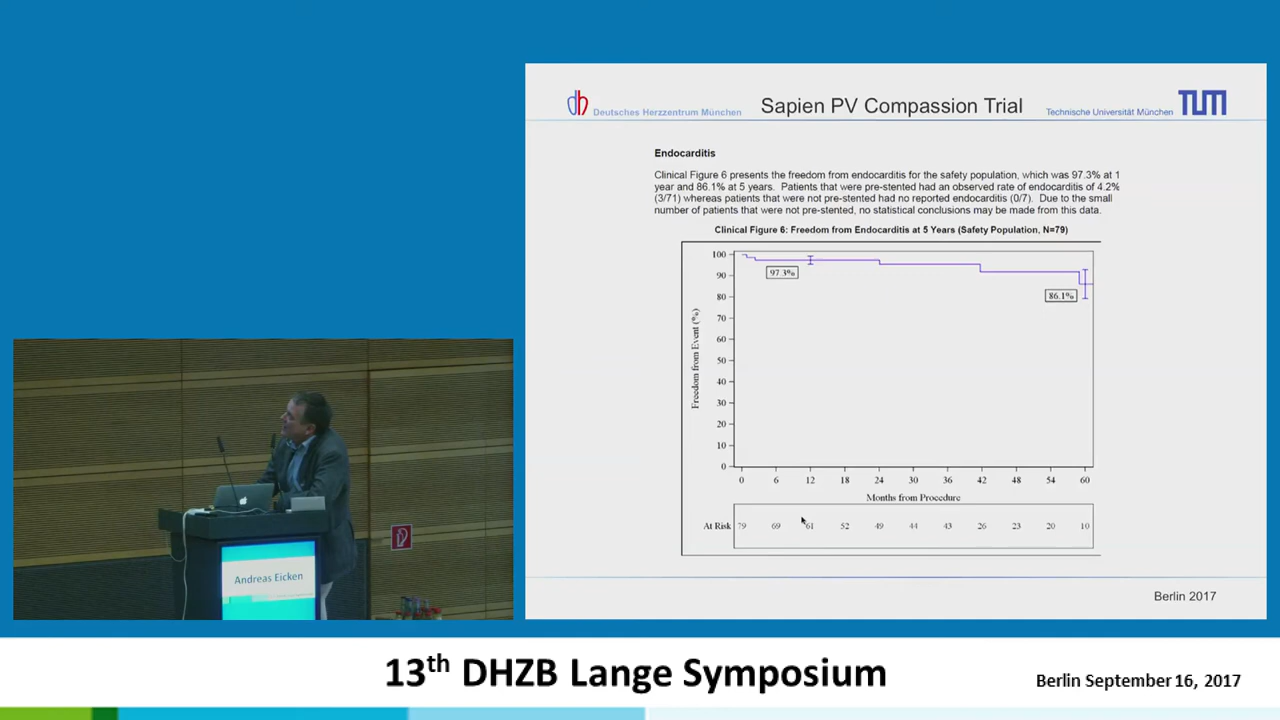 dh Deutsches Herzzentrum München
Sapien PV Compassion Trial
Technische Universität München TUM
Endocarditis
Clinical Figure 6 presents the freedom from endocarditis for the safety population, which was 97.3% at 1
year and 86.1% at 5 years. Patients that were pre-stented had an observed rate of endocarditis of 4.2%
(3/71) whereas patients that were not pre-stented had no reported endocarditis (0/7). Due to the small
number of patients that were not pre-stented, no statistical conclusions may be made from this data.
Clinical Figure 6: Freedom from Endocarditis at 5 Years (Safety Population, N=79)
Freedom from Event (%)
100
90
80
70
60
50
40
30
20
10
0
97.3%
86.1%
0 6 12 18 24 30 36 42 48 54 60
Months from Procedure
At Risk 79 69 61 52 49 44 43 26 23 20 10
Berlin 2017
Andreas Eicken
13th DHZB Lange Symposium
Berlin September 16, 2017